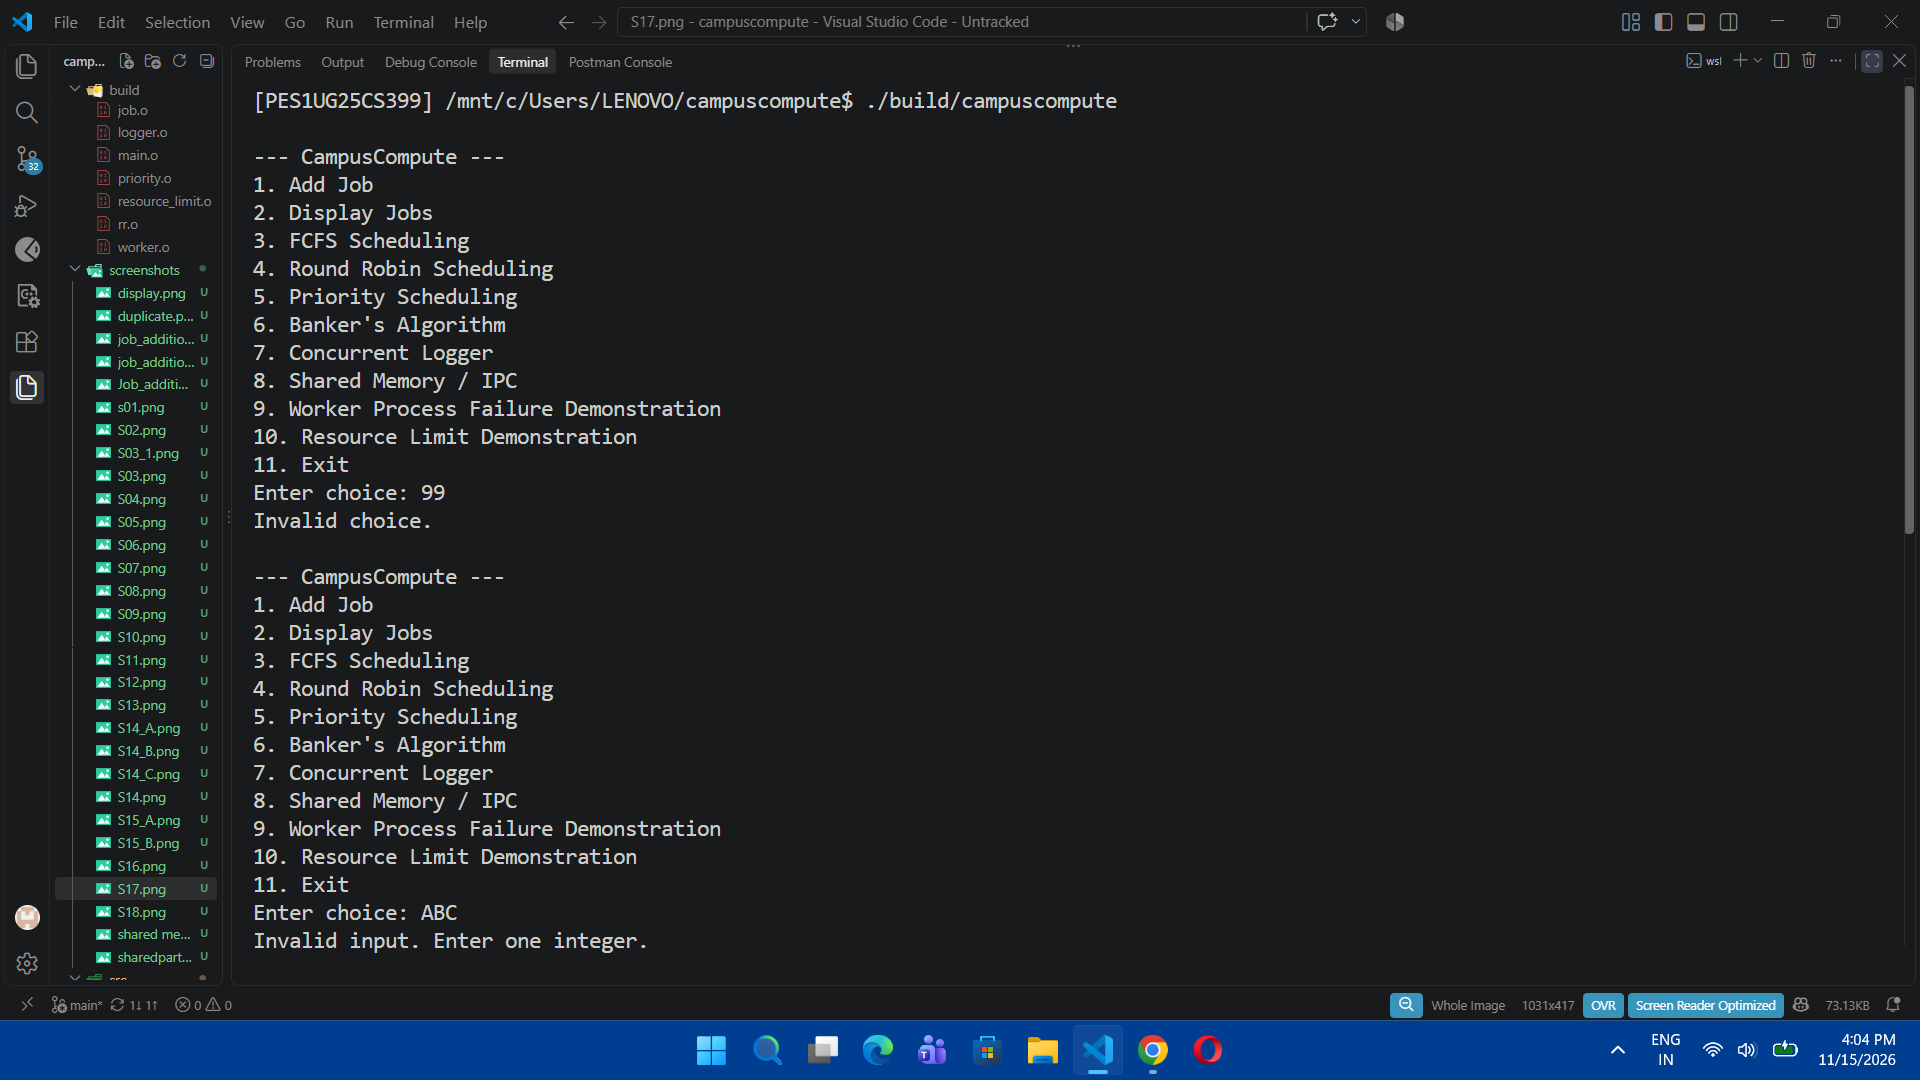 File Edit Selection View Go Run Terminal Help
S17.png - campuscompute - Visual Studio Code - Untracked
camp...
build
job.o
logger.o
main.o
priority.o
resource_limit.o
rr.o
worker.o
screenshots
display.png U
duplicate.p... U
job_additio... U
job_additio... U
Job_additi... U
s01.png U
S02.png U
S03_1.png U
S03.png U
S04.png U
S05.png U
S06.png U
S07.png U
S08.png U
S09.png U
S10.png U
S11.png U
S12.png U
S13.png U
S14_A.png U
S14_B.png U
S14_C.png U
S14.png U
S15_A.png U
S15_B.png U
S16.png U
S17.png U
S18.png U
shared me... U
sharedpart... U
32
Problems Output Debug Console Terminal Postman Console
wsl
[PES1UG25CS399] /mnt/c/Users/LENOVO/campuscompute$ ./build/campuscompute
--- CampusCompute ---
1. Add Job
2. Display Jobs
3. FCFS Scheduling
4. Round Robin Scheduling
5. Priority Scheduling
6. Banker's Algorithm
7. Concurrent Logger
8. Shared Memory / IPC
9. Worker Process Failure Demonstration
10. Resource Limit Demonstration
11. Exit
Enter choice: 99
Invalid choice.
--- CampusCompute ---
1. Add Job
2. Display Jobs
3. FCFS Scheduling
4. Round Robin Scheduling
5. Priority Scheduling
6. Banker's Algorithm
7. Concurrent Logger
8. Shared Memory / IPC
9. Worker Process Failure Demonstration
10. Resource Limit Demonstration
11. Exit
Enter choice: ABC
Invalid input. Enter one integer.
main* 1↓ 1↑ 0 0
Whole Image 1031x417 OVR Screen Reader Optimized 73.13KB
ENG
IN
4:04 PM
11/15/2026